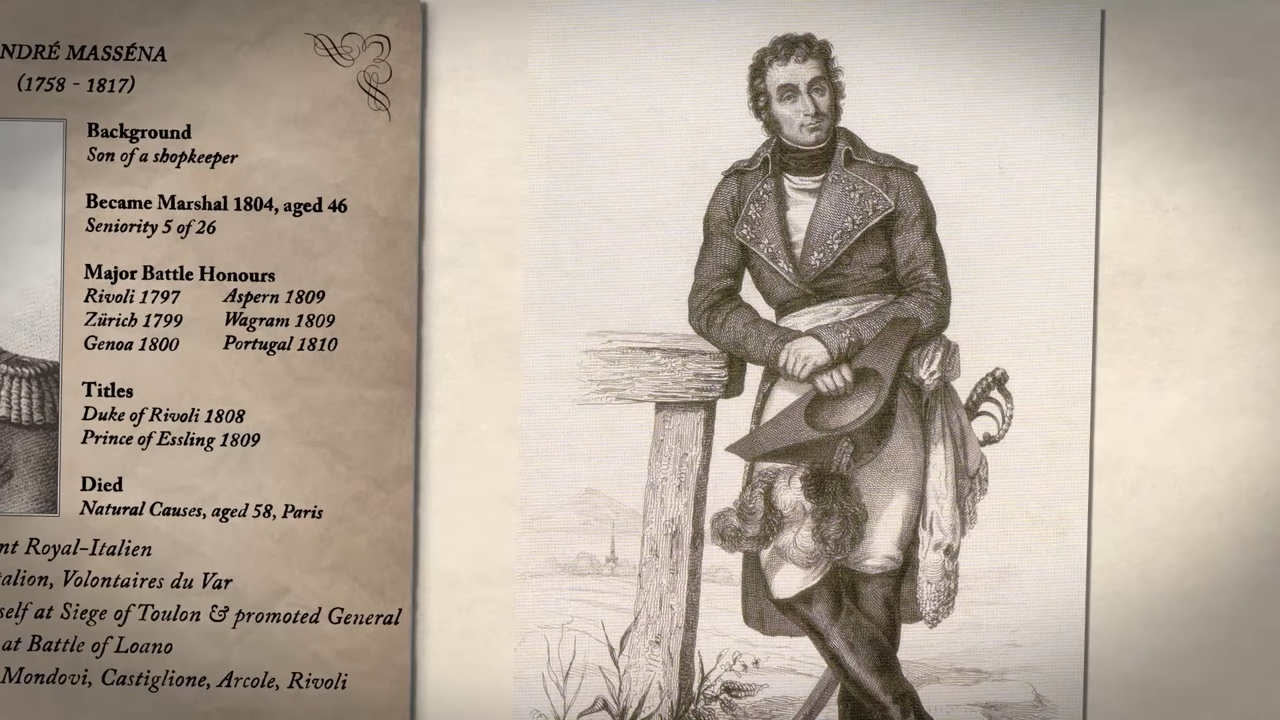 NDRÉ MASSÉNA
(1758 - 1817)
Background
Son of a shopkeeper
Became Marshal 1804, aged 46
Seniority 5 of 26
Major Battle Honours
Rivoli 1797 Aspern 1809
Zürich 1799 Wagram 1809
Genoa 1800 Portugal 1810
Titles
Duke of Rivoli 1808
Prince of Essling 1809
Died
Natural Causes, aged 58, Paris
nt Royal-Italien
talion, Volontaires du Var
self at Siege of Toulon & promoted General
at Battle of Loano
Mondovi, Castiglione, Arcole, Rivoli